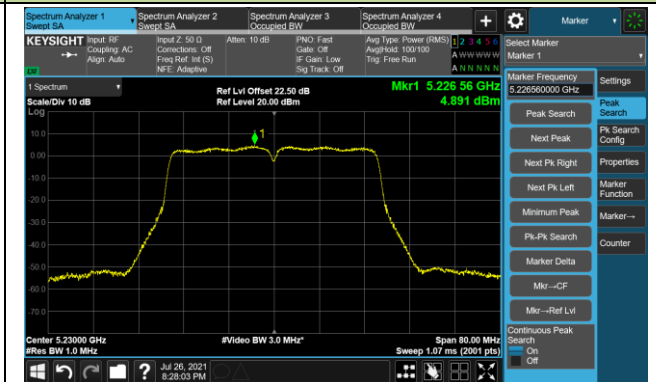 Spectrum Analyzer 1
Swept SA
Spectrum Analyzer 2
Swept SA
Spectrum Analyzer 3
Occupied BW
Spectrum Analyzer 4
Occupied BW
+
Marker
KEYSIGHT
Input: RF
Coupling: AC
Align: Auto
Input Z: 50 Ω
Corrections: Off
Freq Ref: Int (S)
NFE: Adaptive
Atten: 10 dB
PNO: Fast
Gate: Off
IF Gain: Low
Sig Track: Off
Avg Type: Power (RMS)
Avg|Hold: 100/100
Trig: Free Run
1 2 3 4 5 6
A W W W W W
A N N N N N
Select Marker
Marker 1
LXI
1 Spectrum
Scale/Div 10 dB
Log
Ref Lvl Offset 22.50 dB
Ref Level 20.00 dBm
Mkr1 5.226 56 GHz
4.891 dBm
1
10.0
0.00
-10.0
-20.0
-30.0
-40.0
-50.0
-60.0
-70.0
Center 5.23000 GHz
#Res BW 1.0 MHz
#Video BW 3.0 MHz*
Span 80.00 MHz
Sweep 1.07 ms (2001 pts)
Marker Frequency
5.226560000 GHz
Peak Search
Next Peak
Next Pk Right
Next Pk Left
Minimum Peak
Pk-Pk Search
Marker Delta
Mkr→CF
Mkr→Ref Lvl
Continuous Peak
Search
On
Off
Settings
Peak
Search
Pk Search
Config
Properties
Marker
Function
Marker→
Counter
?
Jul 26, 2021
8:28:03 PM